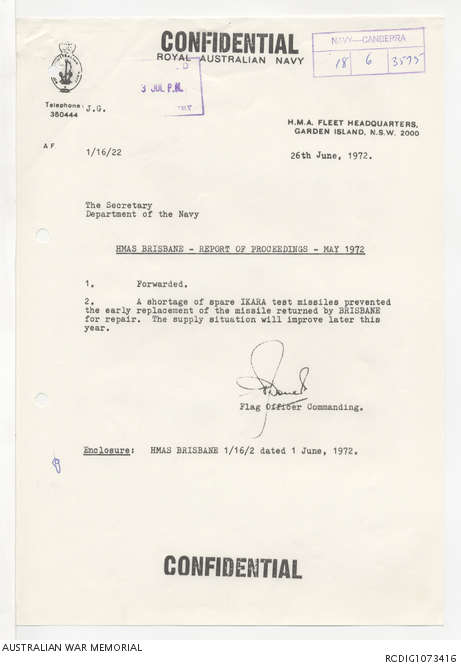 CONFIDENTIAL
ROYAL AUSTRALIAN NAVY
NAVY—CANBERRA
18 6 3575
3 JUL P.M.
Telephone: J.G.
360444
H.M.A. FLEET HEADQUARTERS,
GARDEN ISLAND, N.S.W. 2000
A F 1/16/22
26th June, 1972.
The Secretary
Department of the Navy
HMAS BRISBANE - REPORT OF PROCEEDINGS - MAY 1972
1. Forwarded.
2. A shortage of spare IKARA test missiles prevented
the early replacement of the missile returned by BRISBANE
for repair. The supply situation will improve later this
year.
Flag Officer Commanding.
Enclosure: HMAS BRISBANE 1/16/2 dated 1 June, 1972.
CONFIDENTIAL
AUSTRALIAN WAR MEMORIAL
RCDIG1073416